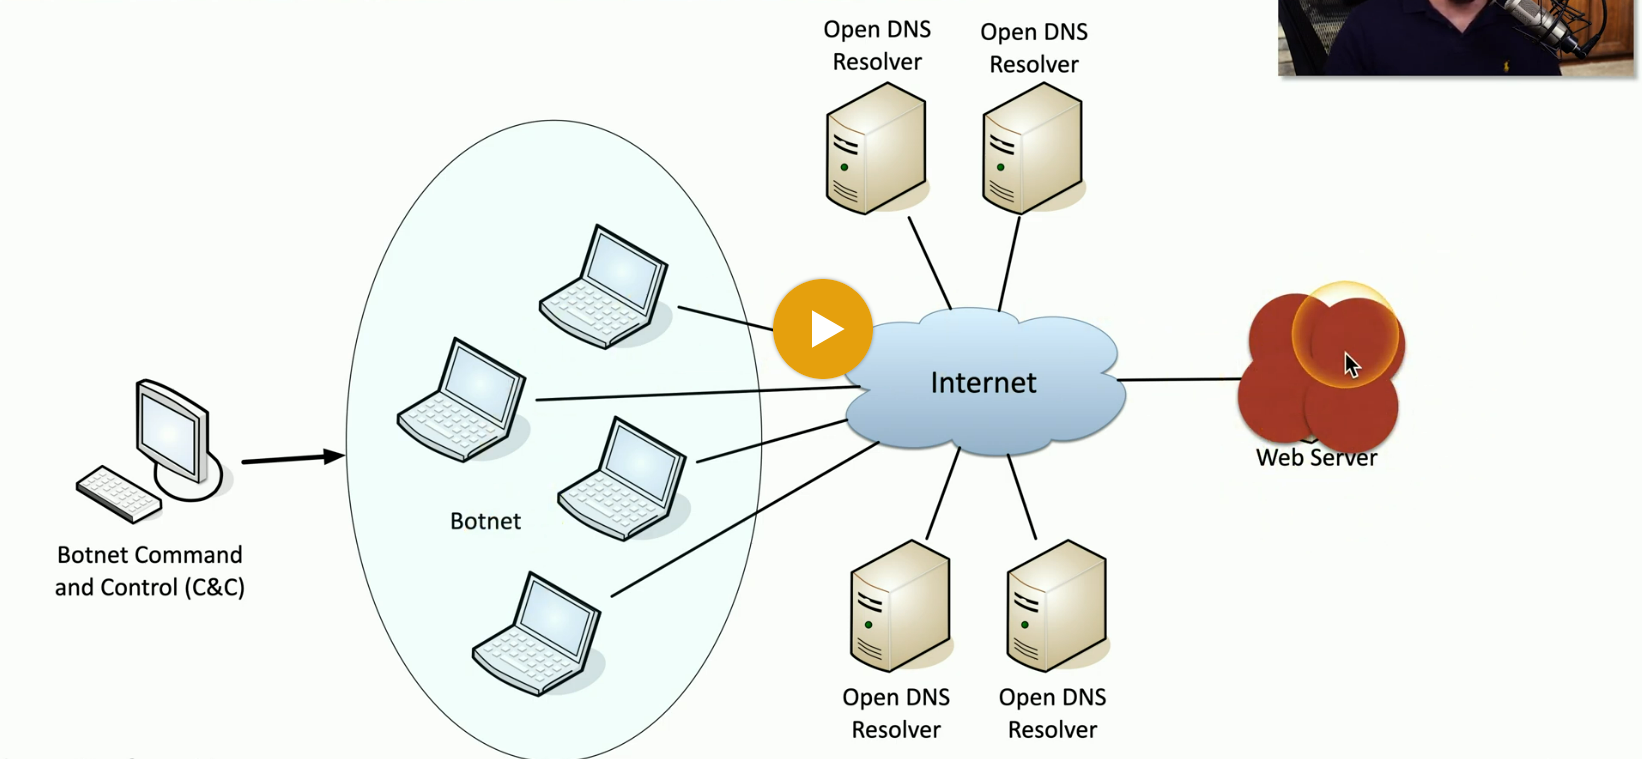 Open DNS
Resolver
Open DNS
Resolver
Internet
Web Server
Botnet
Botnet Command
and Control (C&C)
Open DNS
Resolver
Open DNS
Resolver